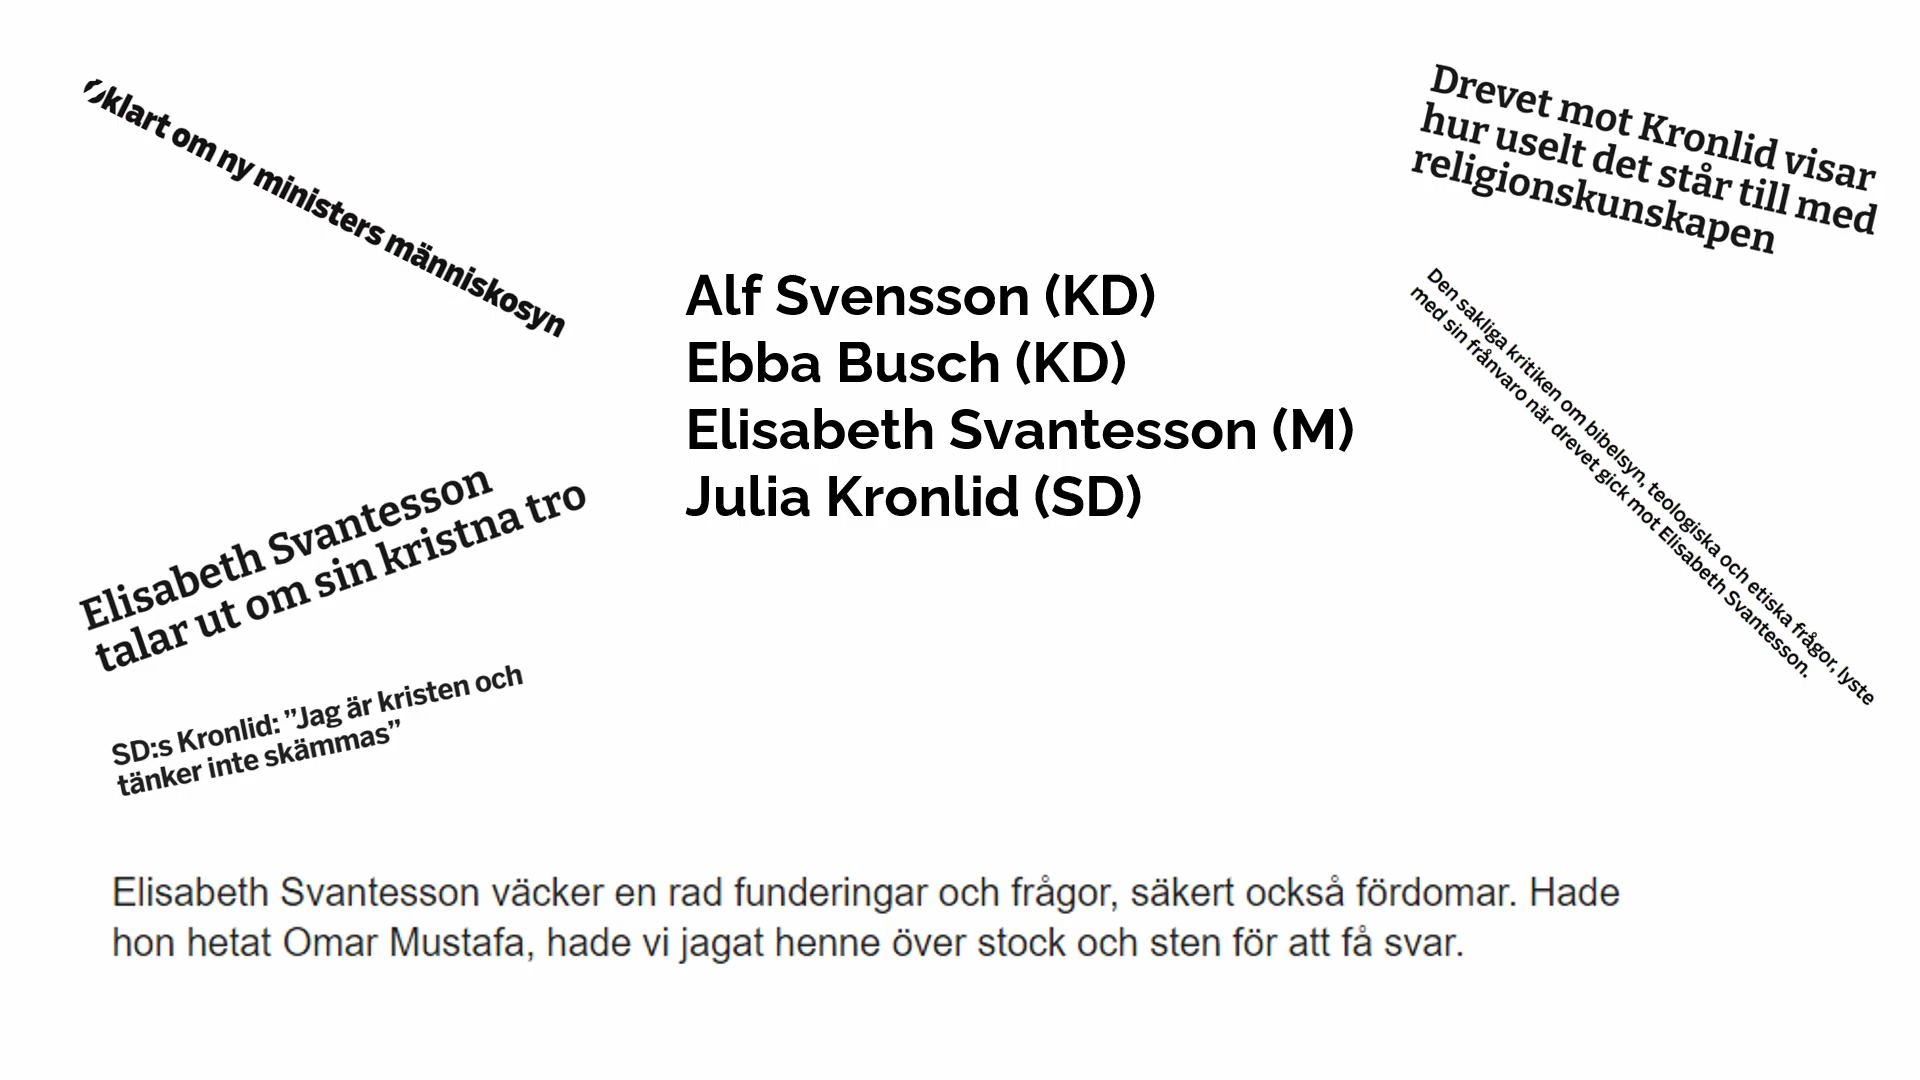 Oklart om ny ministers människosyn
Drevet mot Kronlid visar
hur uselt det står till med
religionskunskapen
Alf Svensson (KD)
Ebba Busch (KD)
Elisabeth Svantesson (M)
Julia Kronlid (SD)
Den sakliga kritiken om bibelsyn, teologiska och etiska frågor, lyste
med sin frånvaro när drevet gick mot Elisabeth Svantesson.
Elisabeth Svantesson
talar ut om sin kristna tro
SD:s Kronlid: ”Jag är kristen och
tänker inte skämmas”
Elisabeth Svantesson väcker en rad funderingar och frågor, säkert också fördomar. Hade
hon hetat Omar Mustafa, hade vi jagat henne över stock och sten för att få svar.